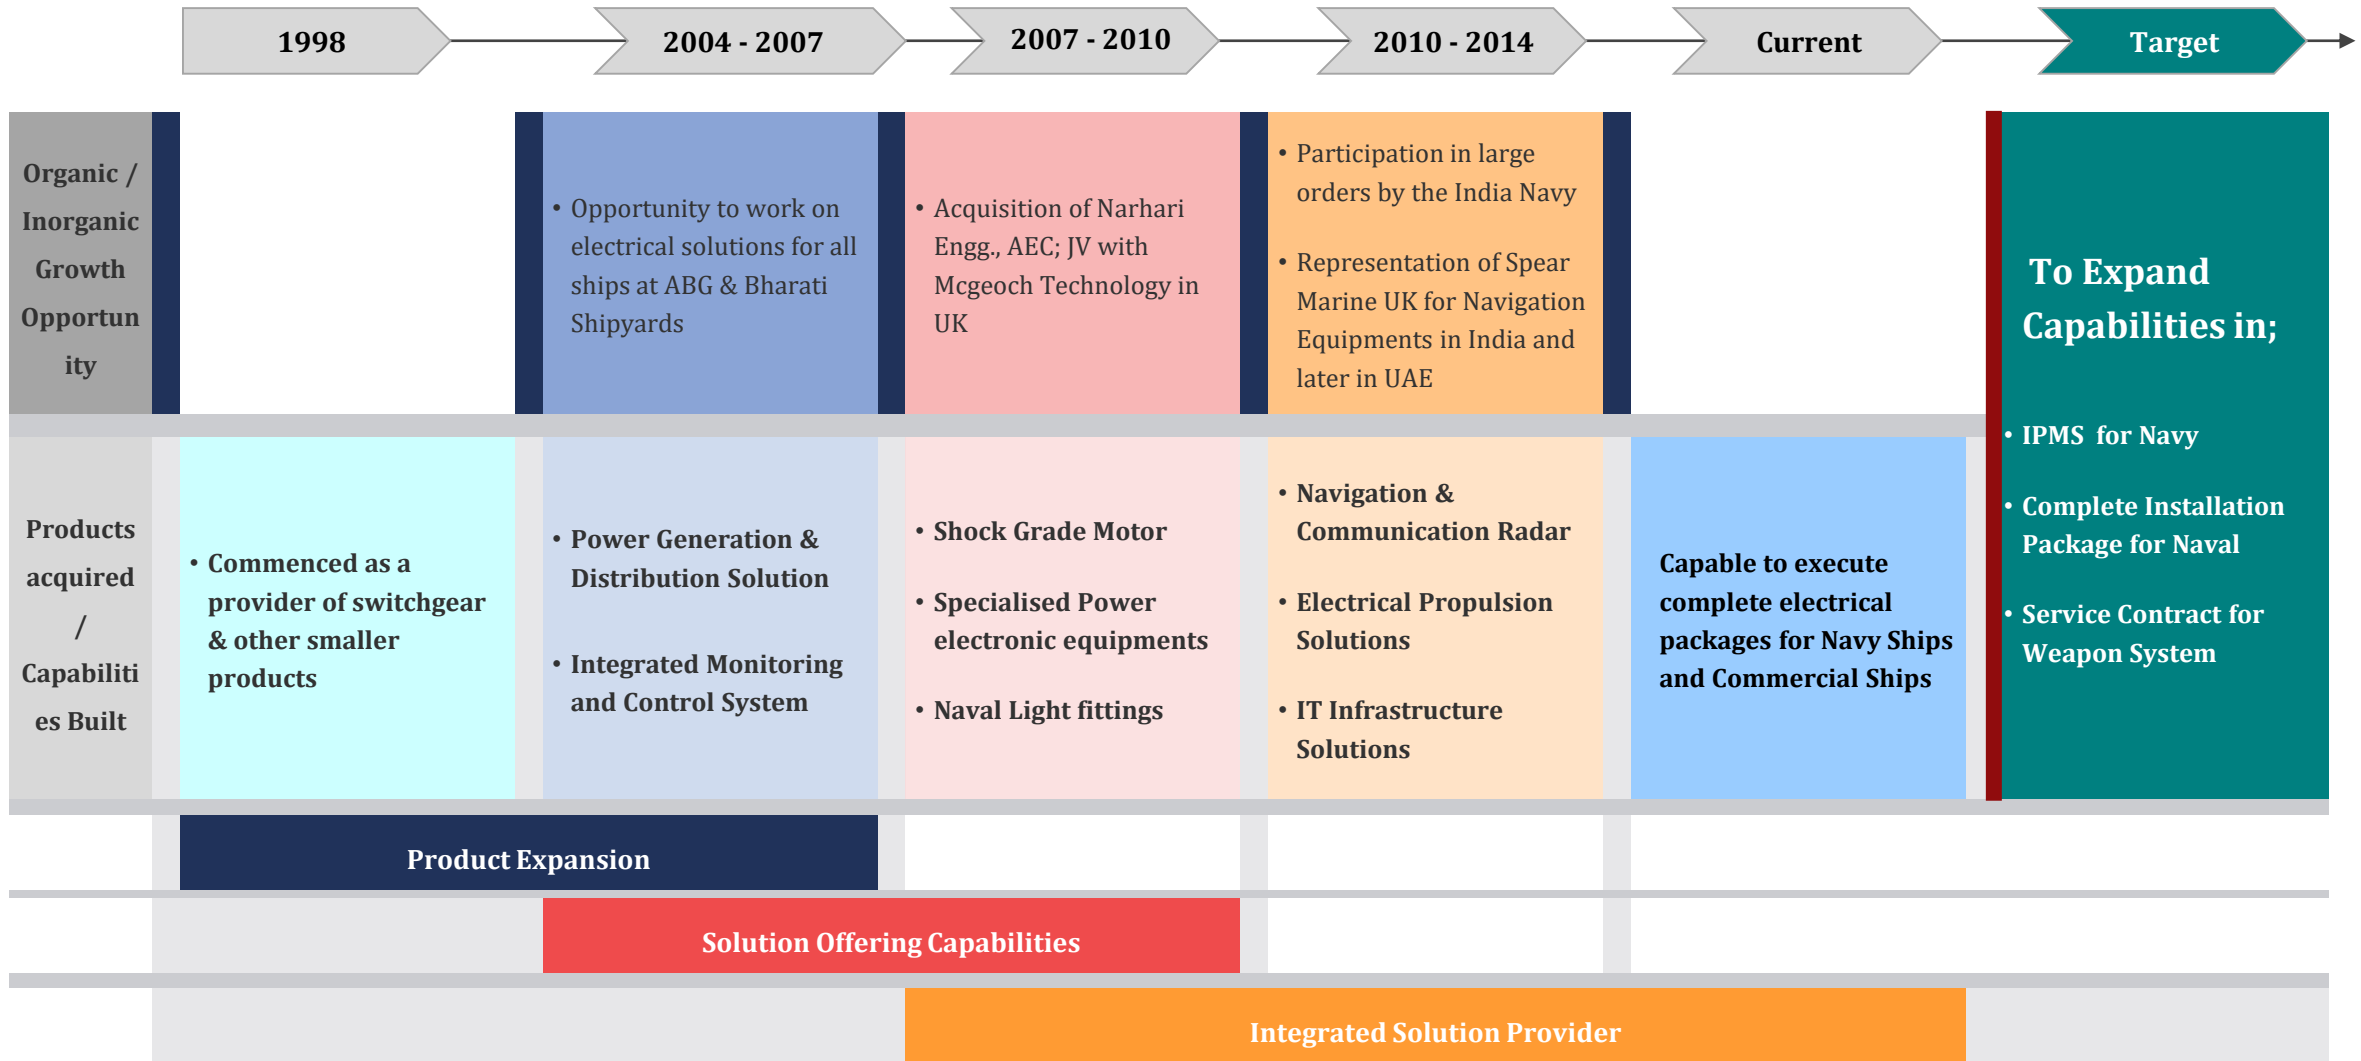 1998
2004 - 2007
2007 - 2010
2010 - 2014
Current
Target
Organic /
Inorganic
Growth
Opportun
ity
• Opportunity to work on
electrical solutions for all
ships at ABG & Bharati
Shipyards
• Acquisition of Narhari
Engg., AEC; JV with
Mcgeoch Technology in
UK
• Participation in large
orders by the India Navy
• Representation of Spear
Marine UK for Navigation
Equipments in India and
later in UAE
To Expand
Capabilities in;
• IPMS for Navy
• Complete Installation
Package for Naval
• Service Contract for
Weapon System
Products
acquired
/
Capabiliti
es Built
• Commenced as a
provider of switchgear
& other smaller
products
• Power Generation &
Distribution Solution
• Integrated Monitoring
and Control System
• Shock Grade Motor
• Specialised Power
electronic equipments
• Naval Light fittings
• Navigation &
Communication Radar
• Electrical Propulsion
Solutions
• IT Infrastructure
Solutions
Capable to execute
complete electrical
packages for Navy Ships
and Commercial Ships
Product Expansion
Solution Offering Capabilities
Integrated Solution Provider